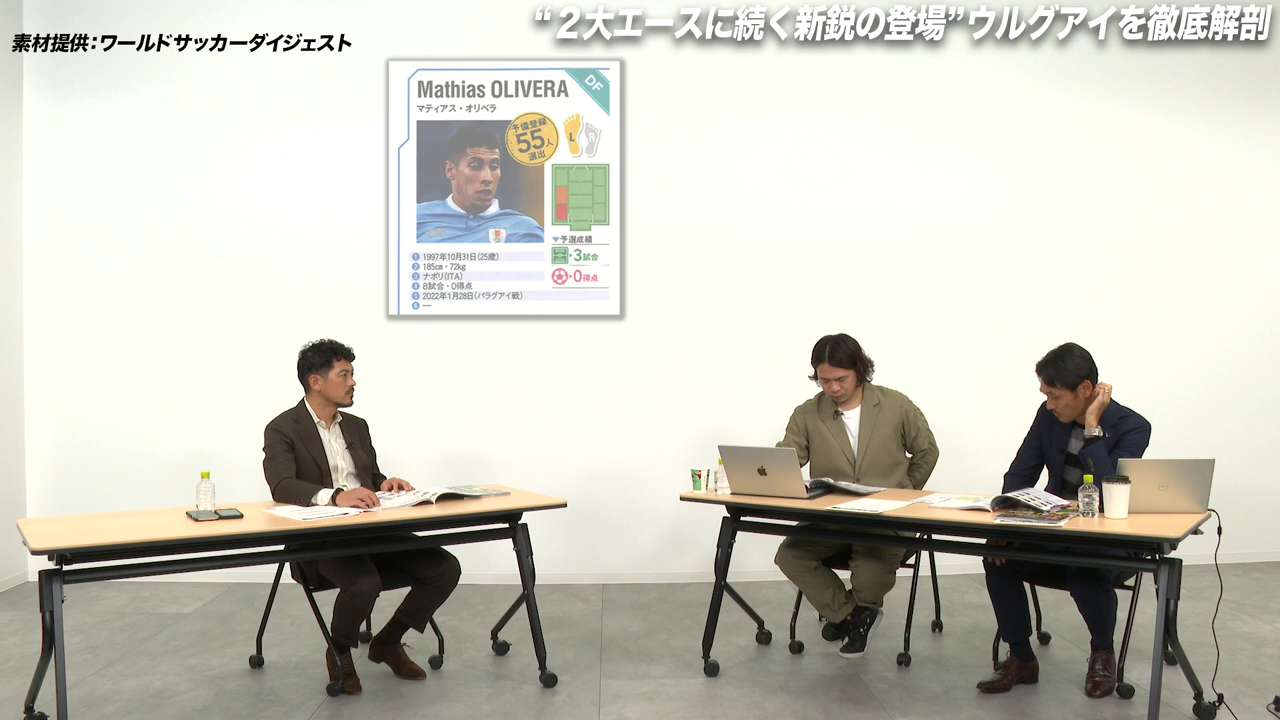 “２大エースに続く新鋭の登場”ウルグアイを徹底解剖
素材提供：ワールドサッカーダイジェスト
Mathias OLIVERA
マティアス・オリベラ
DF
予備登録
55人
選出
L R
▼予選成績
3試合
0得点
1 1997年10月31日(25歳)
2 185cm・72kg
3 ナポリ(ITA)
4 8試合・0得点
5 2022年1月28日(パラグアイ戦)
6 ―